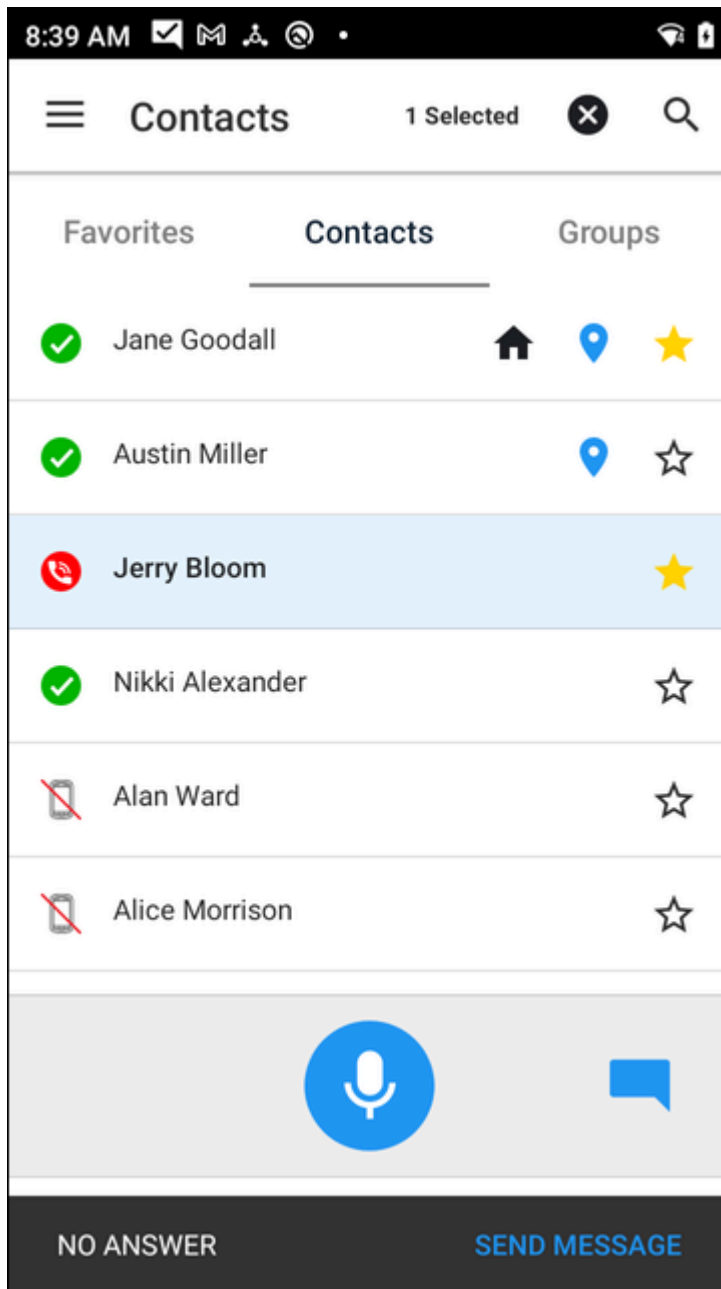 8:39 AM
Contacts 1 Selected
Favorites Contacts Groups
Jane Goodall
Austin Miller
Jerry Bloom
Nikki Alexander
Alan Ward
Alice Morrison
NO ANSWER SEND MESSAGE